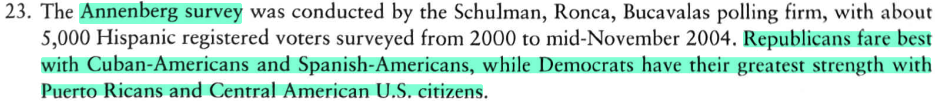 23. The Annenberg survey was conducted by the Schulman, Ronca, Bucavalas polling firm, with about
5,000 Hispanic registered voters surveyed from 2000 to mid-November 2004. Republicans fare best
with Cuban-Americans and Spanish-Americans, while Democrats have their greatest strength with
Puerto Ricans and Central American U.S. citizens.